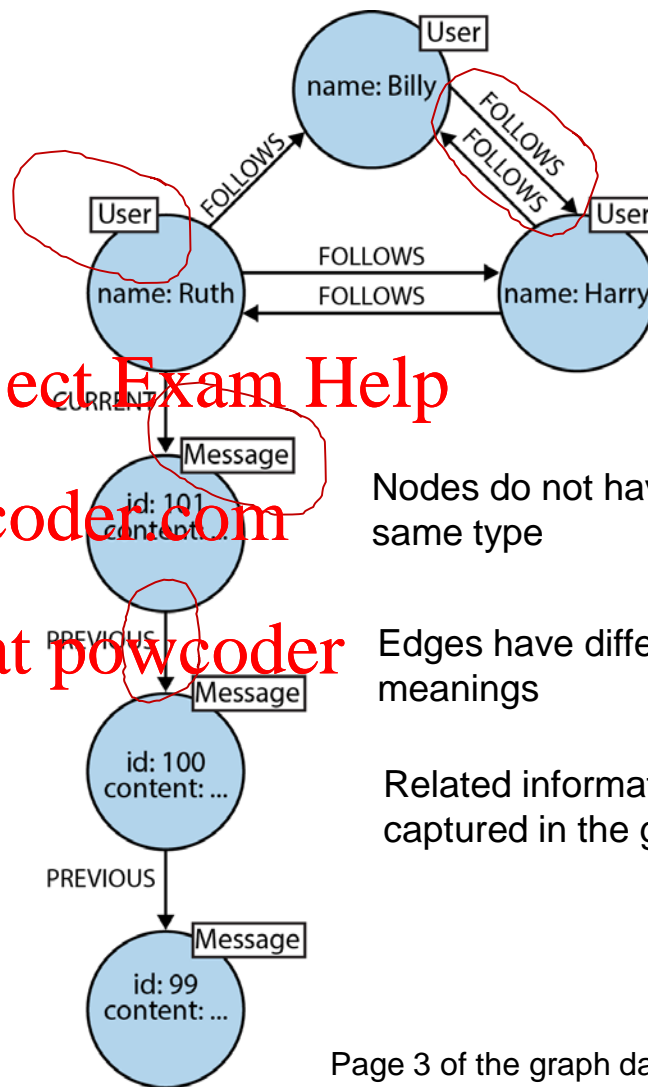 User
name: Billy
FOLLOWS
FOLLOWS
FOLLOWS
User
User
FOLLOWS
name: Ruth
name: Harry
FOLLOWS
ect Exam Help
CURRENT
Message
id: 101
content: ...
coder.com
Nodes do not hav
same type
PREVIOUS
at powcoder
Edges have diffe
meanings
Message
id: 100
content: ...
Related informat
captured in the g
PREVIOUS
Message
id: 99
content: ...
Page 3 of the graph da